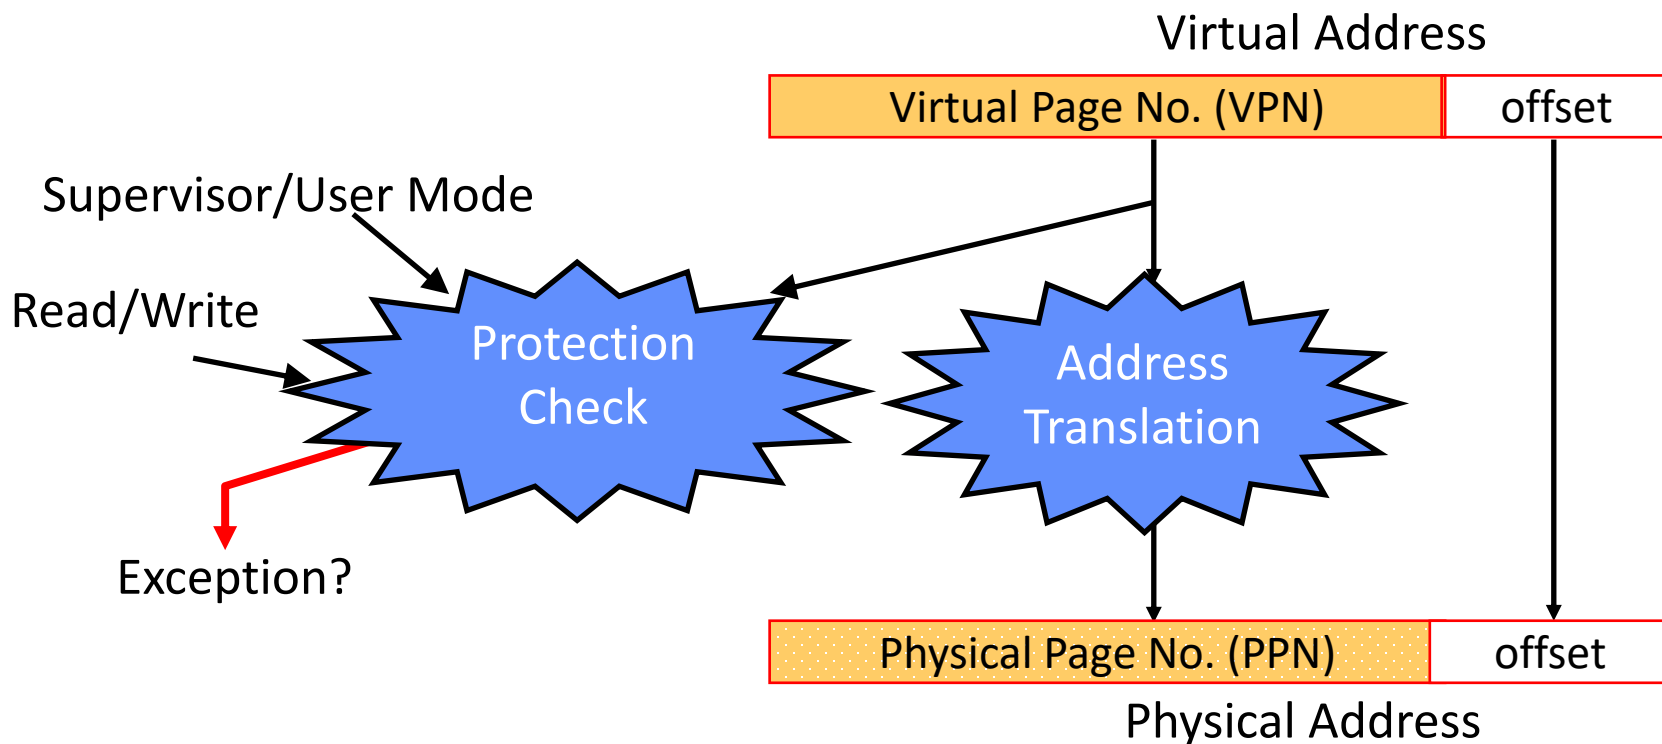 Virtual Address
Virtual Page No. (VPN)
offset
Supervisor/User Mode
Read/Write
Protection
Check
Address
Translation
Exception?
Physical Page No. (PPN)
offset
Physical Address